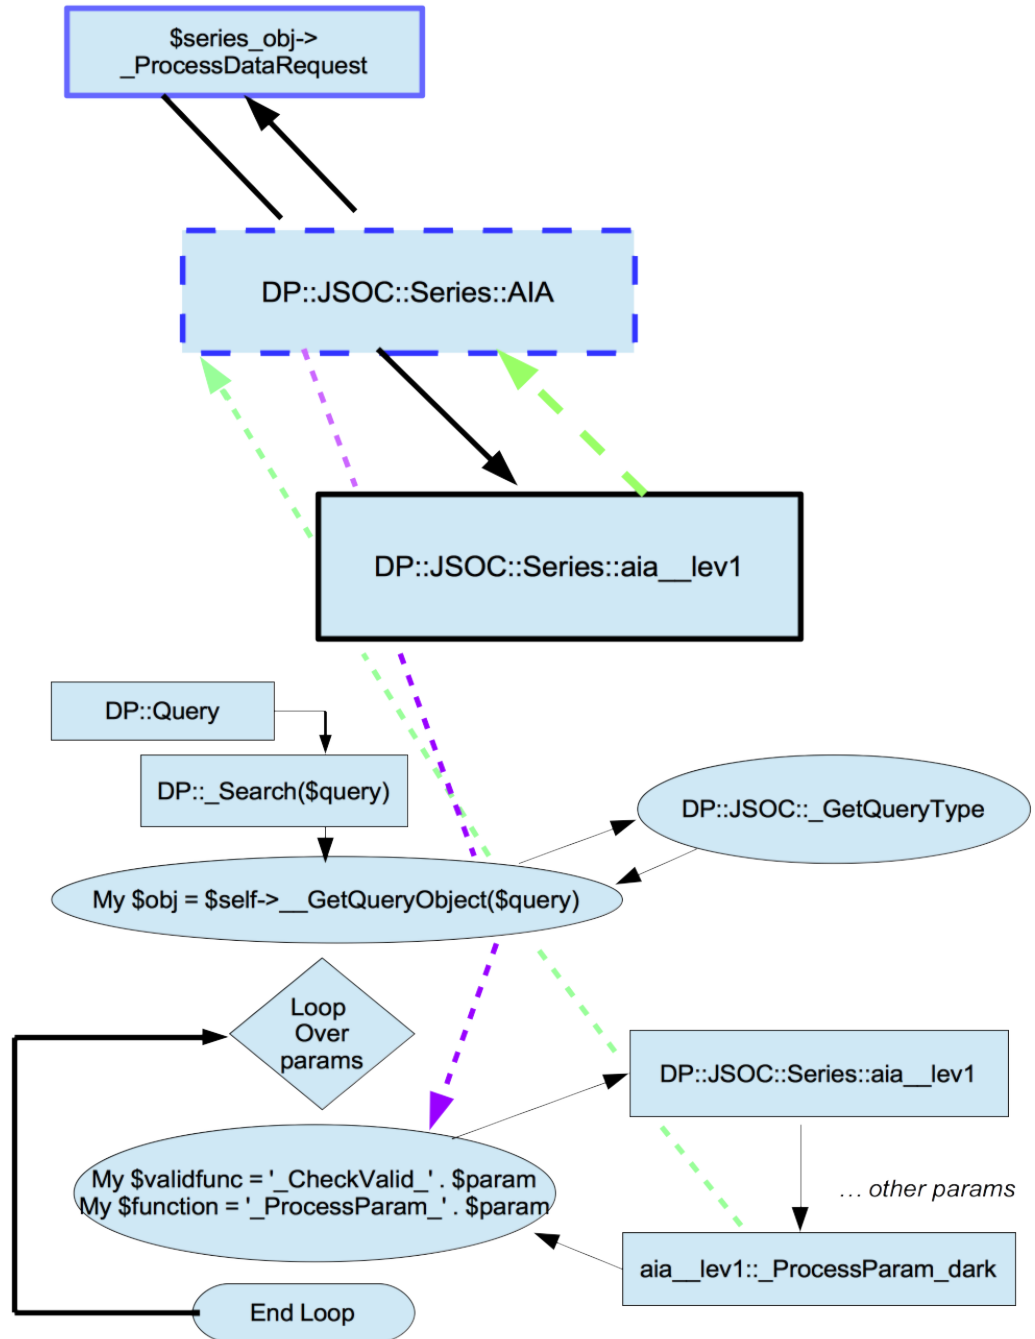 $series_obj->
_ProcessDataRequest
DP::JSOC::Series::AIA
DP::JSOC::Series::aia__lev1
DP::Query
DP::_Search($query)
DP::JSOC::_GetQueryType
My $obj = $self->__GetQueryObject($query)
Loop
Over
params
DP::JSOC::Series::aia__lev1
My $validfunc = '_CheckValid_' . $param
My $function = '_ProcessParam_' . $param
... other params
aia__lev1::_ProcessParam_dark
End Loop